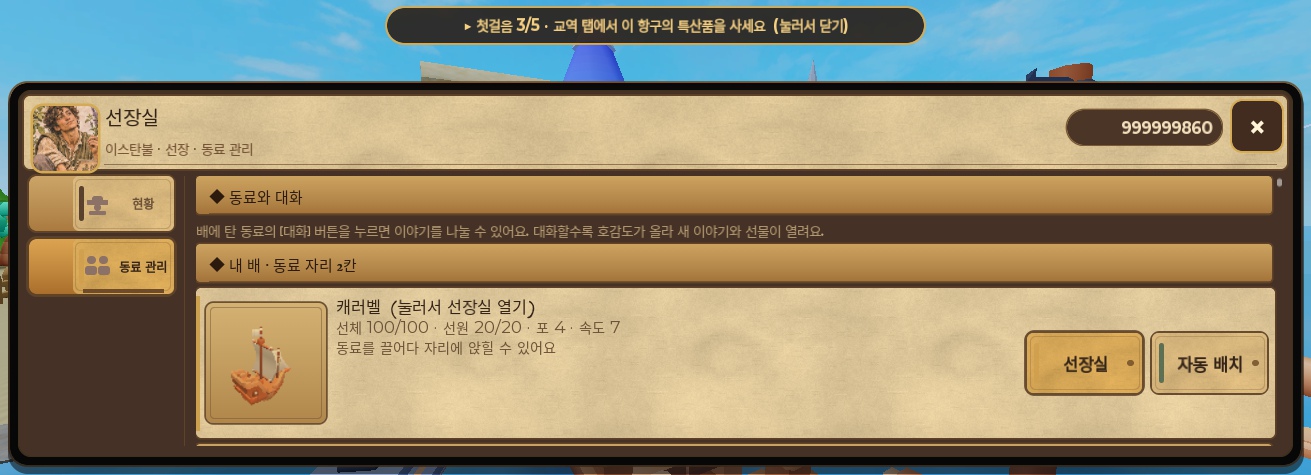 ▸ 첫걸음 3/5 · 교역 탭에서 이 항구의 특산품을 사세요 (눌러서 닫기)
선장실
이스탄불 · 선장 · 동료 관리
999999860
×
현황
동료 관리
◆ 동료와 대화
배에 탄 동료의 [대화] 버튼을 누르면 이야기를 나눌 수 있어요. 대화할수록 호감도가 올라 새 이야기와 선물이 열려요.
◆ 내 배 · 동료 자리 2칸
캐러벨 (눌러서 선장실 열기)
선체 100/100 · 선원 20/20 · 포 4 · 속도 7
동료를 끌어다 자리에 앉힐 수 있어요
선장실
자동 배치